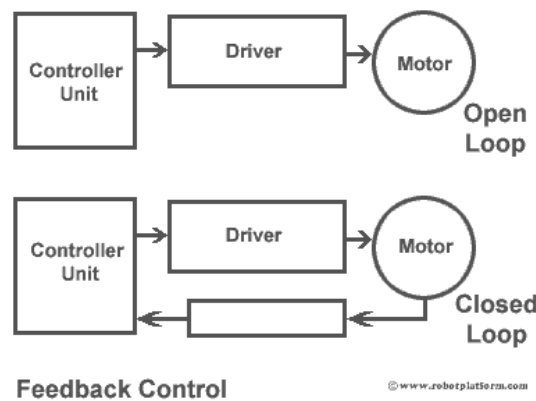 Controller
Unit
Driver
Motor
Open
Loop
Controller
Unit
Driver
Motor
Closed
Loop
Feedback Control
©www.robotplatform.com